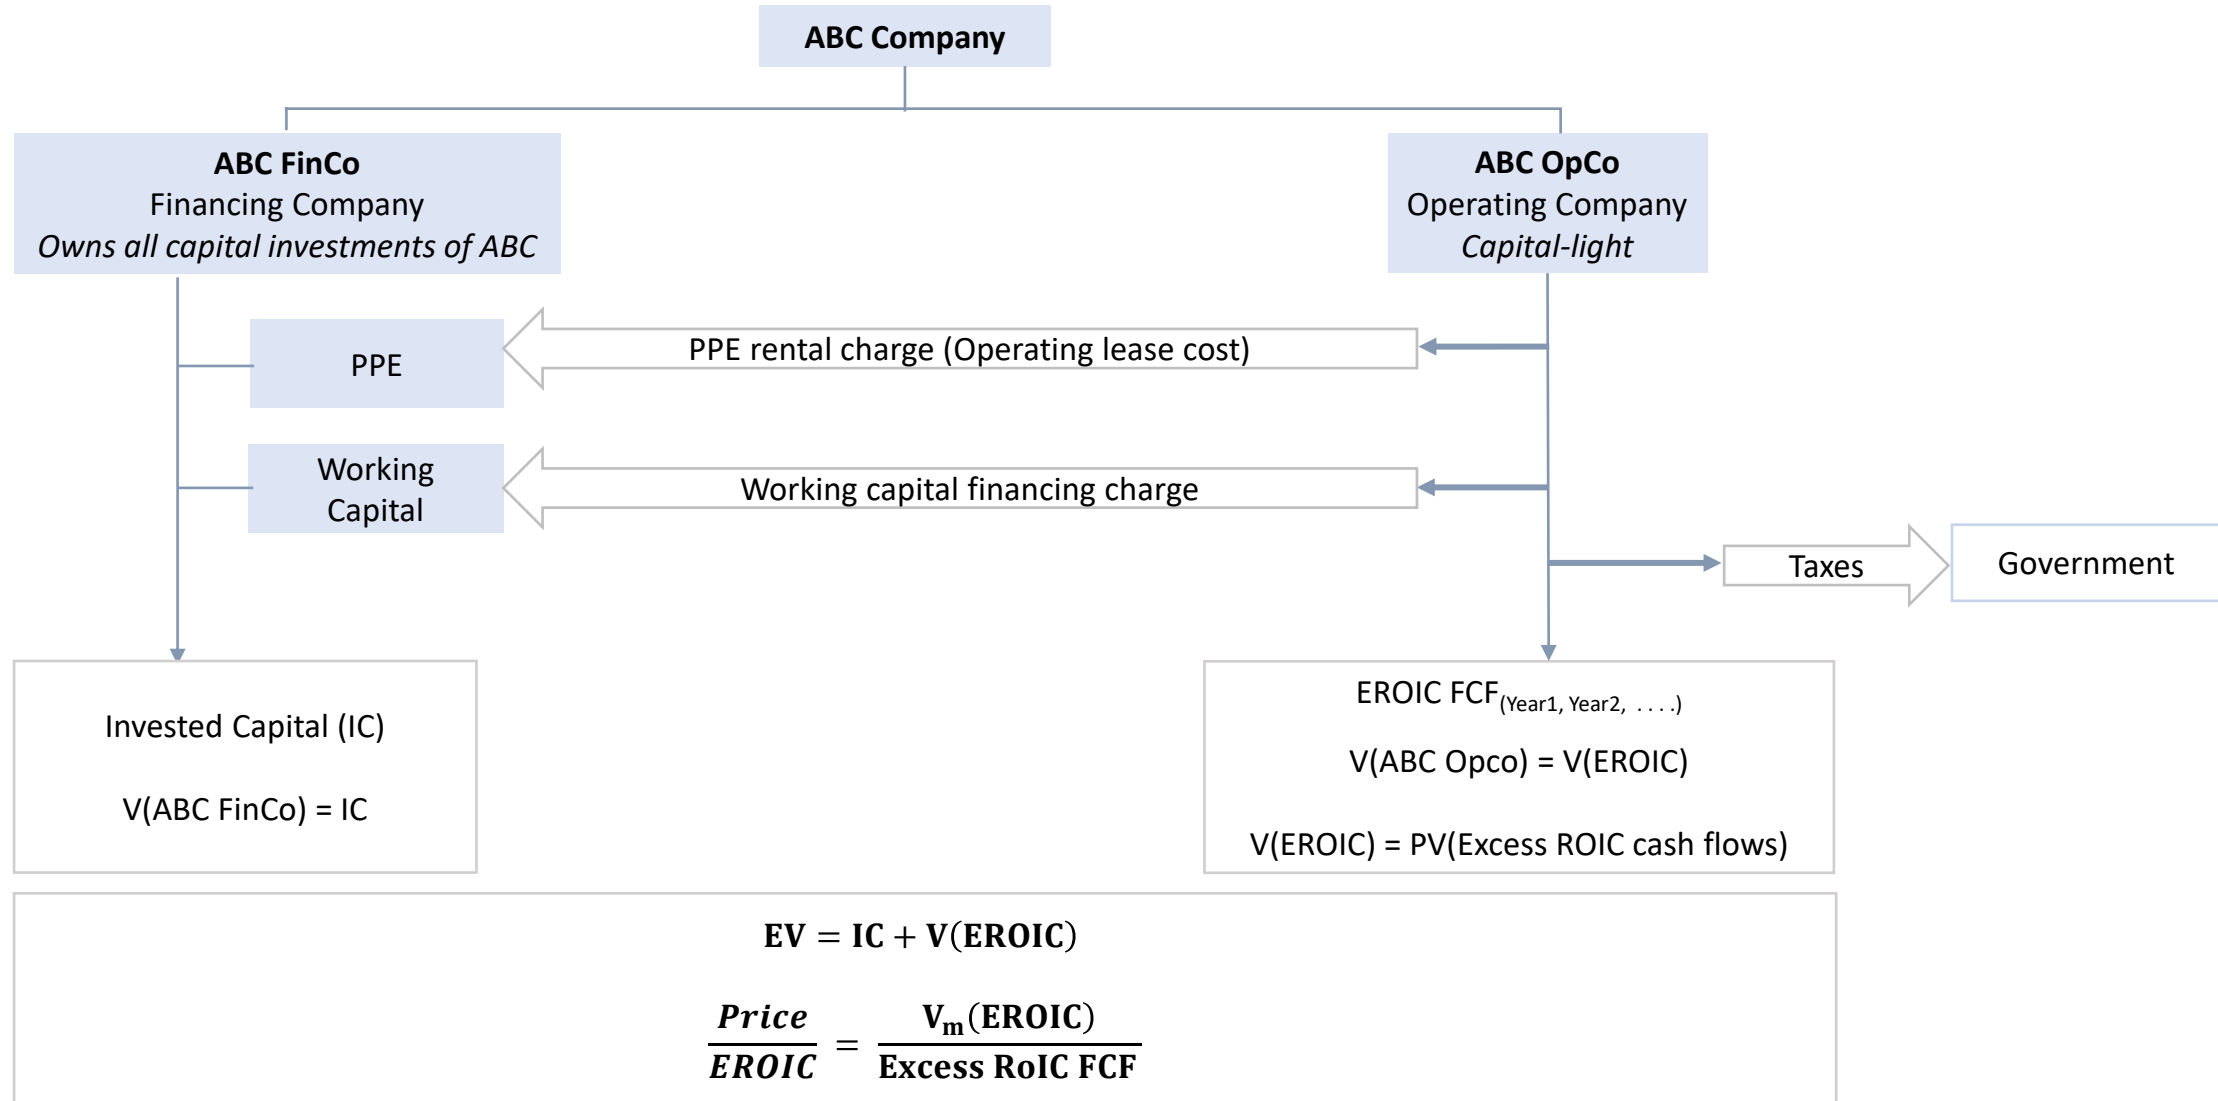 ABC Company
ABC FinCo
Financing Company
Owns all capital investments of ABC
ABC OpCo
Operating Company
Capital-light
PPE
PPE rental charge (Operating lease cost)
Working
Capital
Working capital financing charge
Taxes
Government
Invested Capital (IC)
V(ABC FinCo) = IC
EROIC FCF(Year1, Year2, . . . .)
V(ABC Opco) = V(EROIC)
V(EROIC) = PV(Excess ROIC cash flows)
EV = IC + V(EROIC)
Price / EROIC = Vm(EROIC) / Excess RoIC FCF